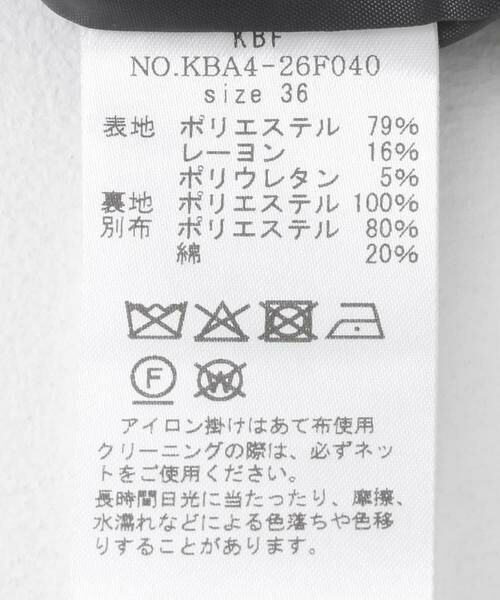 KBF
NO.KBA4-26F040
size 36
表地 ポリエステル 79%
レーヨン 16%
ポリウレタン 5%
裏地 ポリエステル 100%
別布 ポリエステル 80%
綿 20%
F W
アイロン掛けはあて布使用
クリーニングの際は、必ずネッ
トをご使用ください。
長時間日光に当たったり、摩擦、
水濡れなどによる色落ちや色移
りすることがあります。